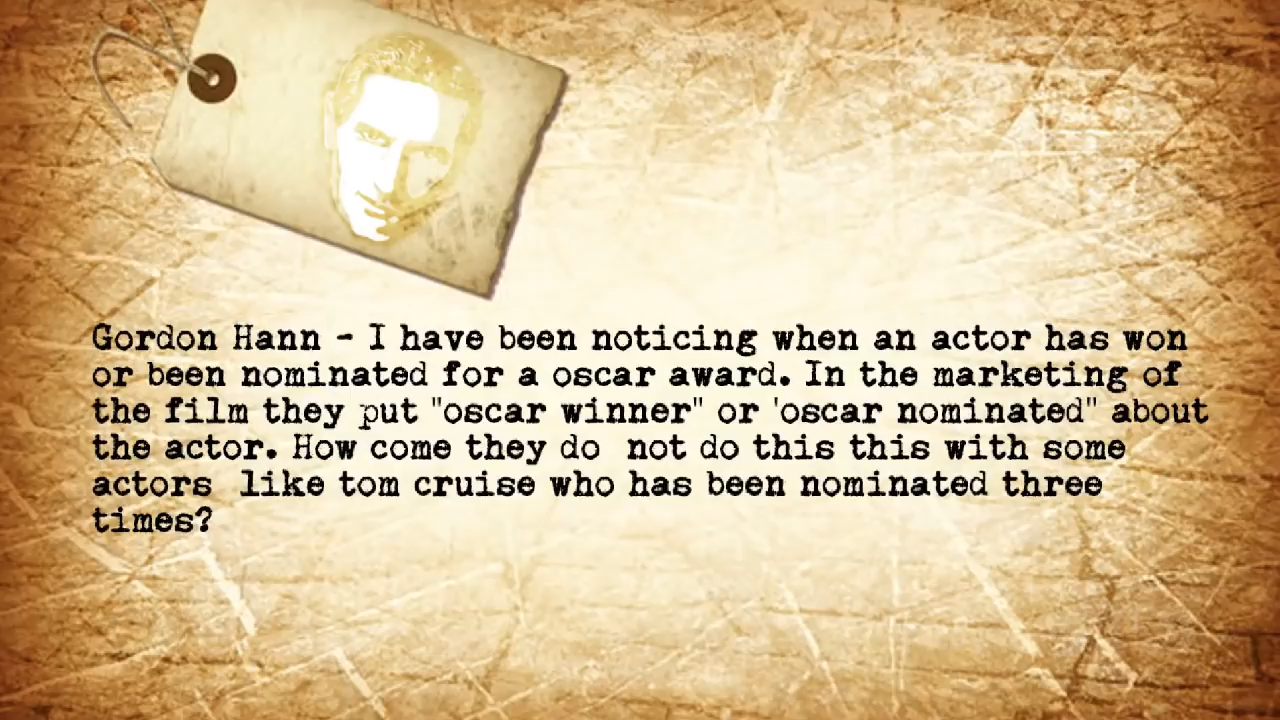 Gordon Hann - I have been noticing when an actor has won
or been nominated for a oscar award. In the marketing of
the film they put "oscar winner" or 'oscar nominated" about
the actor. How come they do  not do this this with some
actors  like tom cruise who has been nominated three
times?